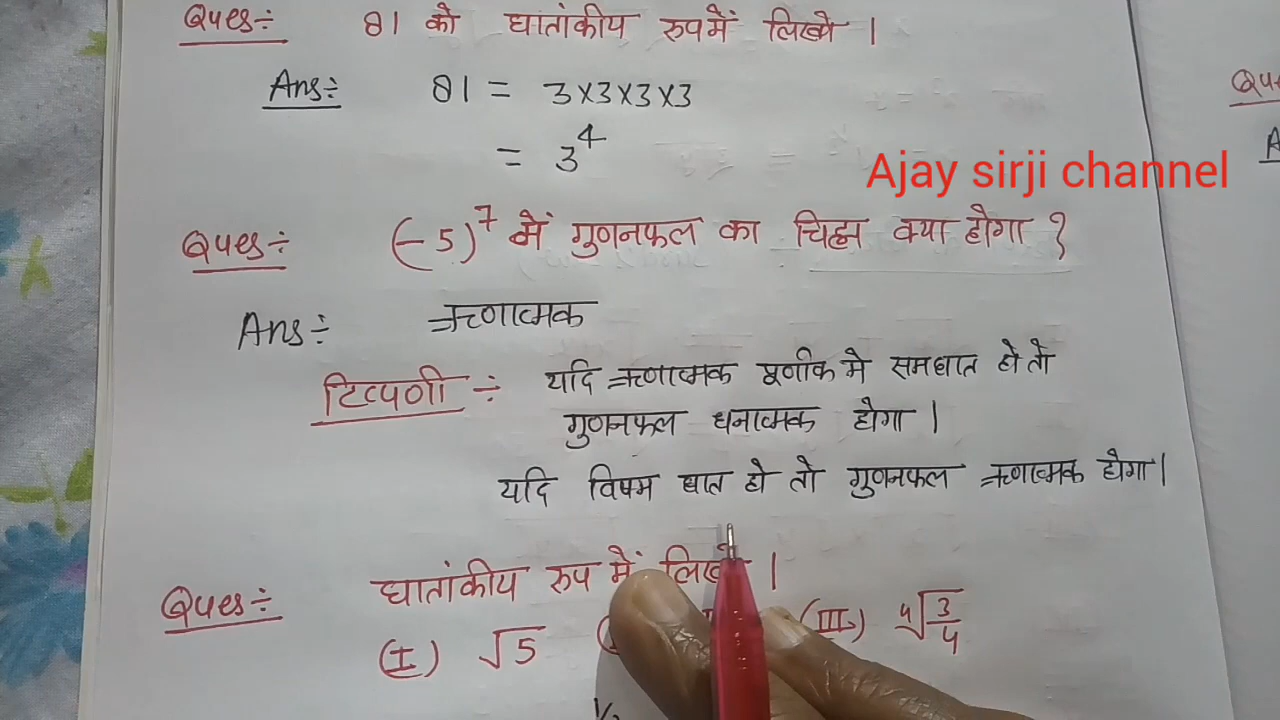 Ques÷ 81 को घातांकीय रुप में लिखे ।
Ques
Ans÷ 81 = 3×3×3×3
= 3⁴
Ajay sirji channel
Ques÷ (-5)⁷ में गुणनफल का चिह्न क्या होगा ?
Ans÷ ऋणात्मक
टिप्पणी ÷ यदि ऋणात्मक पूर्णांक मे समघात हो तो
गुणनफल धनात्मक होगा ।
यदि विषम घात हो तो गुणनफल ऋणात्मक होगा।
Ques÷ घातांकीय रुप में लिखे ।
(I) √5 (III) ⁴√3/4